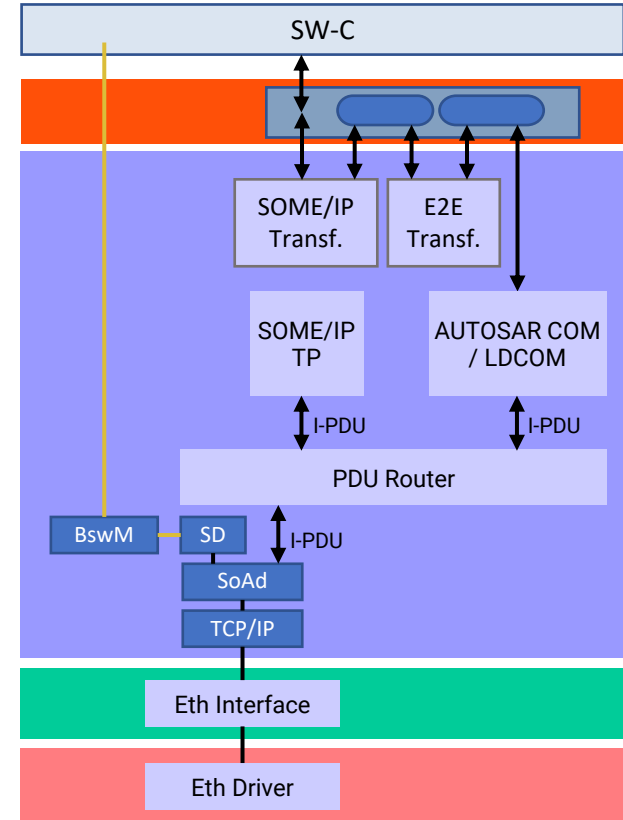 SW-C
SOME/IP
Transf.
E2E
Transf.
SOME/IP
TP
AUTOSAR COM
/ LDCOM
I-PDU
I-PDU
PDU Router
BswM
SD
I-PDU
SoAd
TCP/IP
Eth Interface
Eth Driver